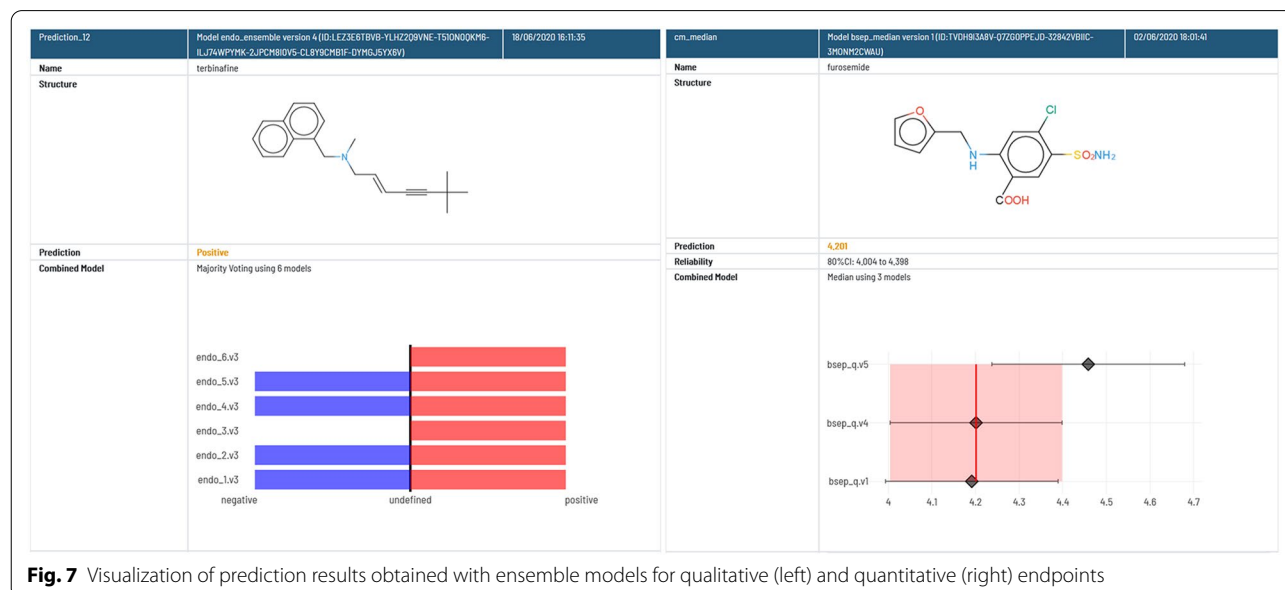 Prediction_12
Model endo_ensemble version 4 (ID:LEZ3E6TBVB-YLHZ2Q9VNE-T51ONOQKM6-
ILJ74WPYMK-2JPCM8I0V5-CL8Y9CMB1F-DYMGJ5YX6V)
18/06/2020 16:11:35
Name
terbinafine
Structure
N
Prediction
Positive
Combined Model
Majority Voting using 6 models
endo_6.v3
endo_5.v3
endo_4.v3
endo_3.v3
endo_2.v3
endo_1.v3
negative
undefined
positive
cm_median
Model bsep_median version 1 (ID:TVDH9I3A8V-Q7ZGOPPEJD-32842VBIIC-
3MONM2CWAU)
02/06/2020 18:01:41
Name
furosemide
Structure
O
Cl
N
H
SO2NH2
COOH
Prediction
4,201
Reliability
80%CI: 4,004 to 4,398
Combined Model
Median using 3 models
bsep_q.v5
bsep_q.v4
bsep_q.v1
4 4.1 4.2 4.3 4.4 4.5 4.6 4.7
Fig. 7 Visualization of prediction results obtained with ensemble models for qualitative (left) and quantitative (right) endpoints